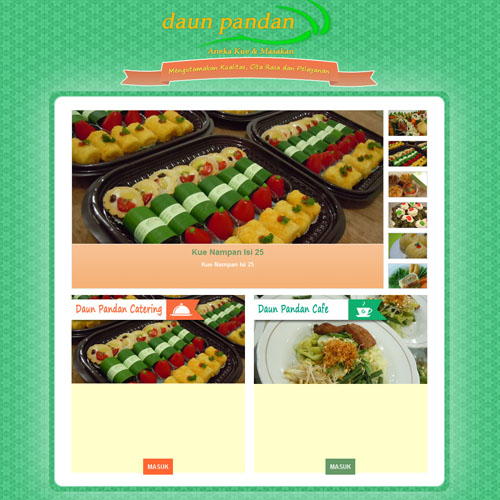 daun pandan
Aneka Kue & Masakan
Mengutamakan Kualitas, Cita Rasa dan Pelayanan
Kue Nampan Isi 25
Kue Nampan Isi 25
Daun Pandan Catering
Daun Pandan Cafe
MASUK
MASUK